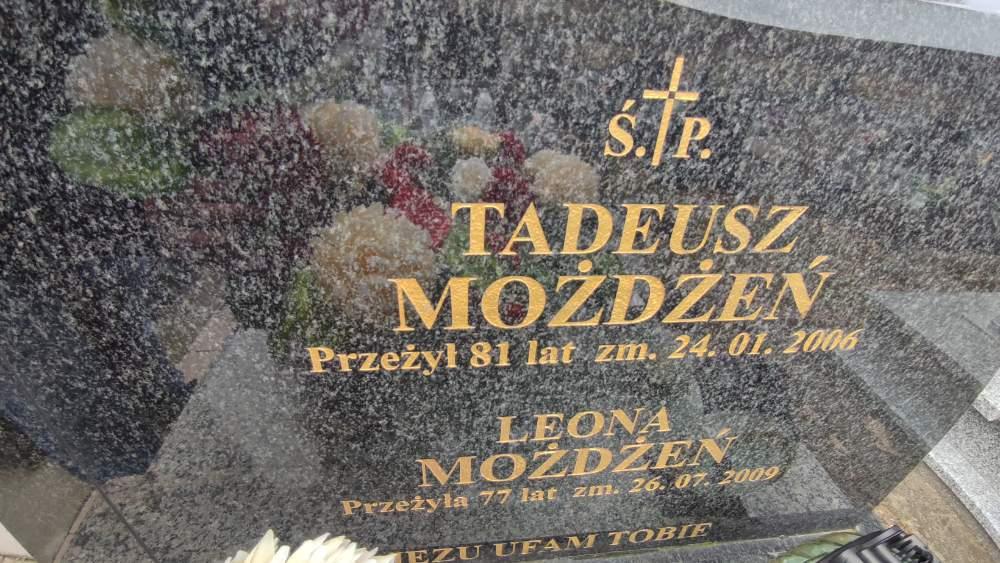 Ś.P.
TADEUSZ
MOŻDŻEŃ
Przeżył 81 lat zm. 24. 01. 2006
LEONA
MOŻDŻEŃ
Przeżyła 77 lat zm. 26. 07. 2009
JEZU UFAM TOBIE